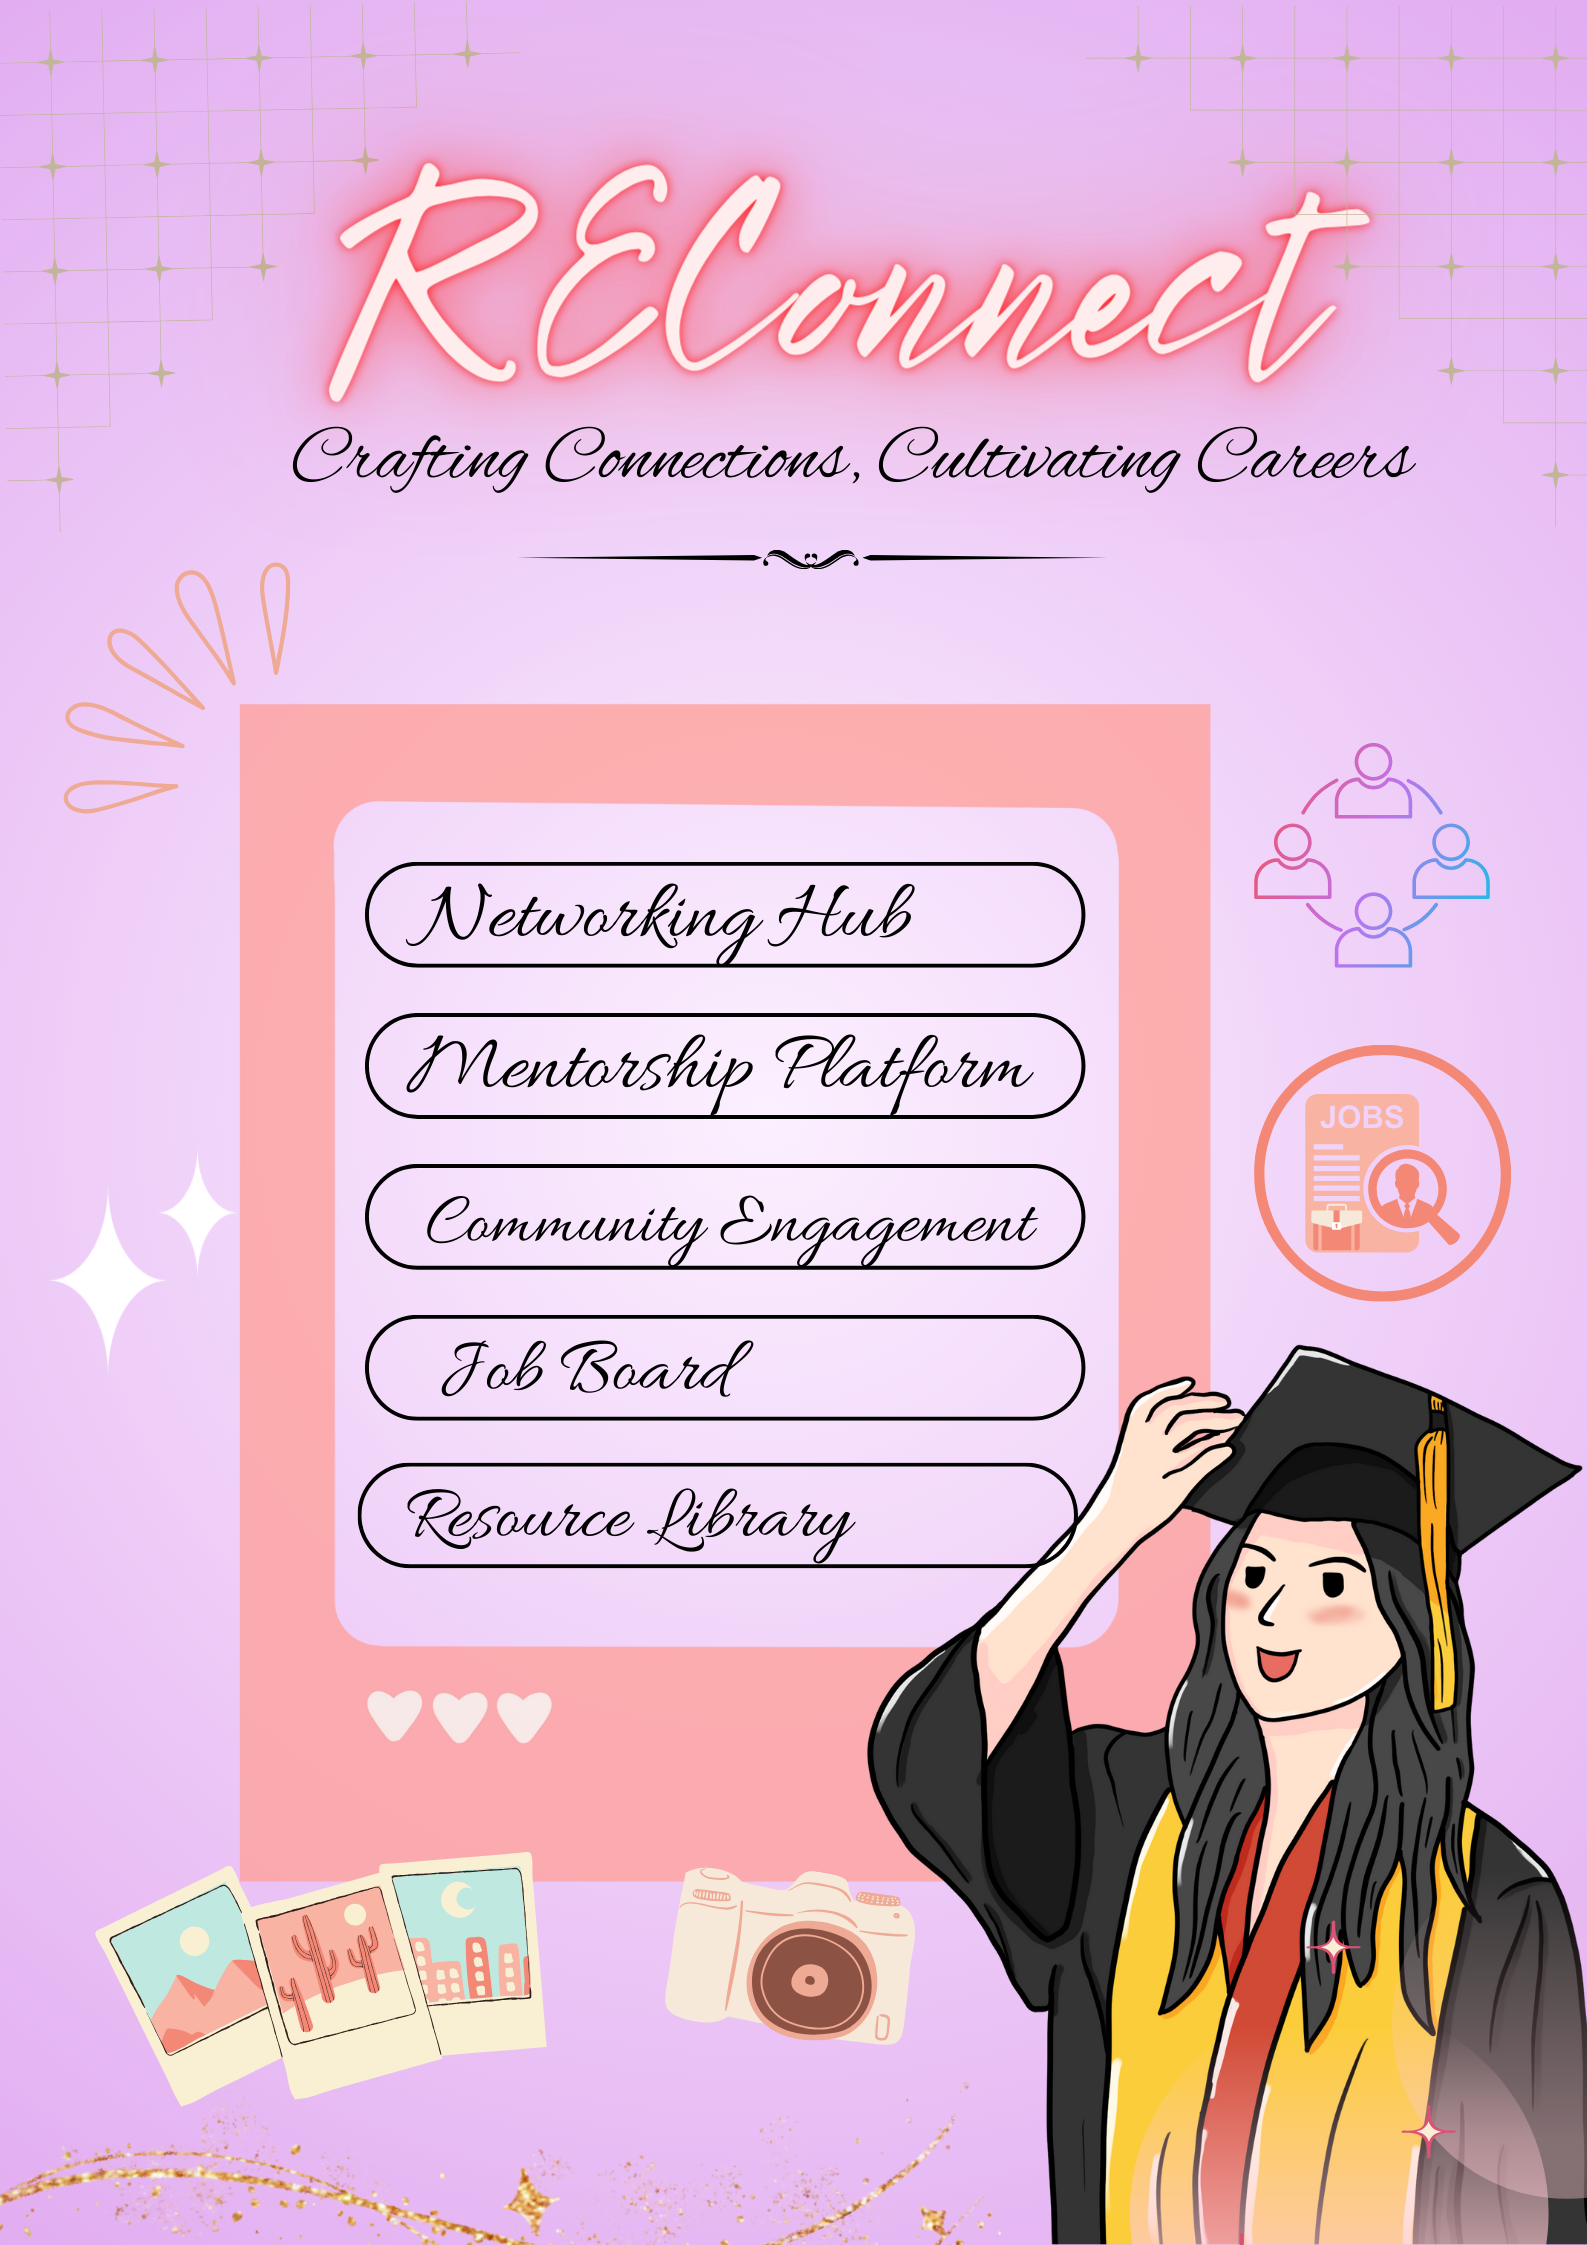 REConnect
Crafting Connections, Cultivating Careers
Networking Hub
Mentorship Platform
Community Engagement
JOBS
Job Board
Resource Library